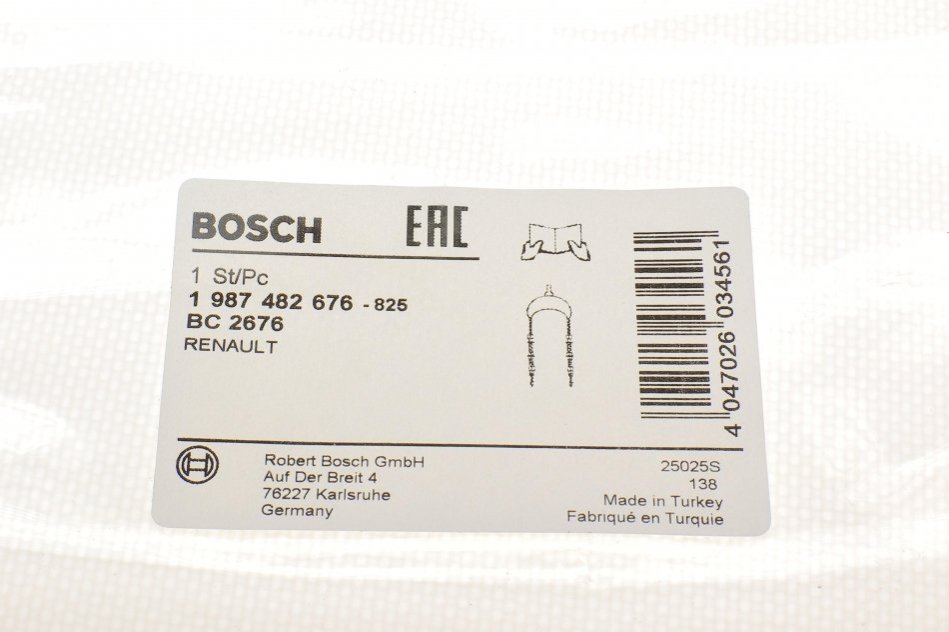 BOSCH
EAC
1 St/Pc
1 987 482 676 - 825
BC 2676
RENAULT
4 047026 034561
Robert Bosch GmbH
Auf Der Breit 4
76227 Karlsruhe
Germany
25025S
138
Made in Turkey
Fabriqué en Turquie